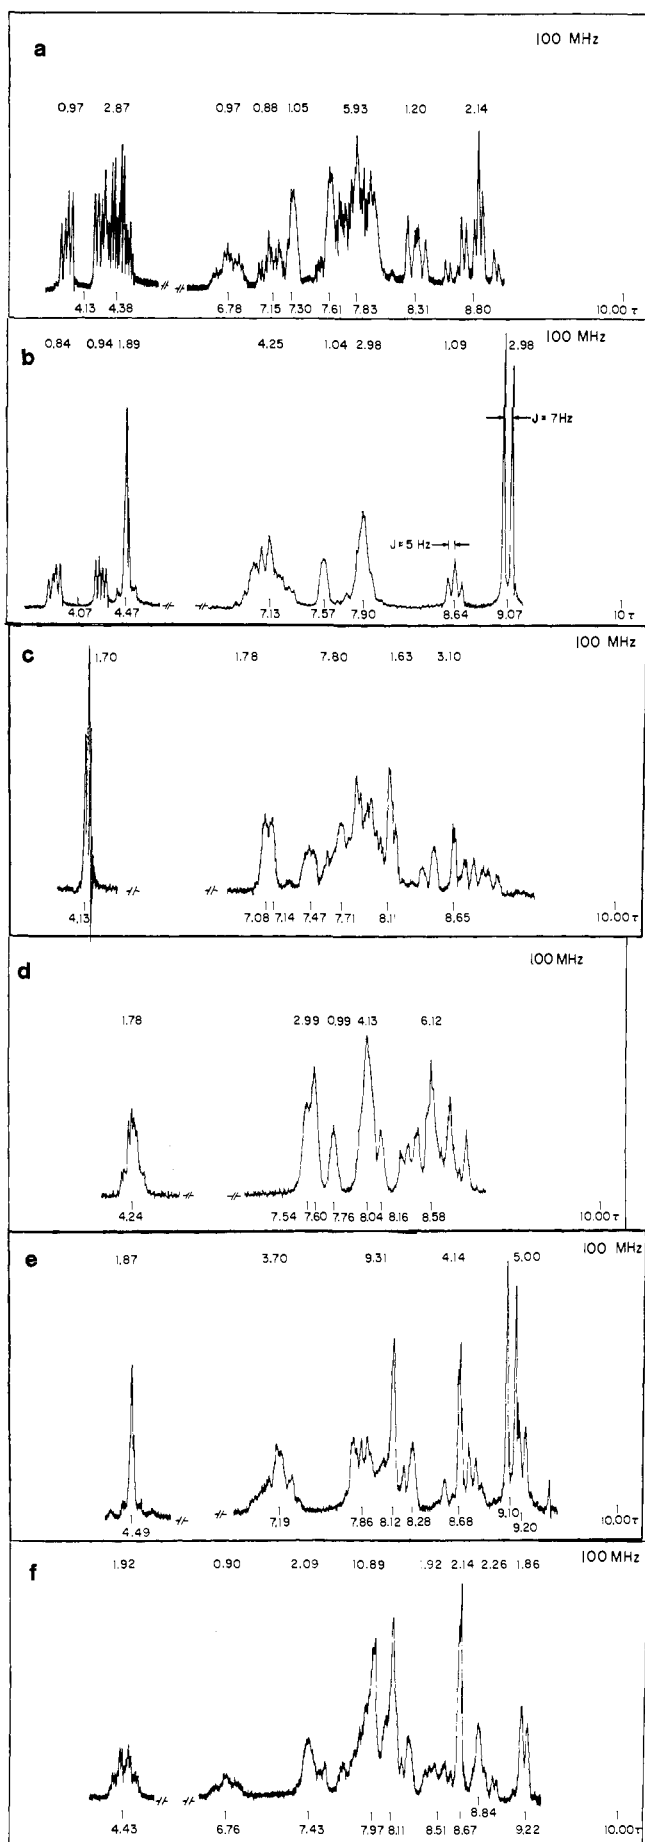 a
100 MHz
0.97 2.87 0.97 0.88 1.05 5.93 1.20 2.14
4.13 4.38 6.78 7.15 7.30 7.61 7.83 8.31 8.80 10.00 τ
b
100 MHz
0.84 0.94 1.89 4.25 1.04 2.98 1.09 2.98
J = 7Hz
J = 5 Hz
4.07 4.47 7.13 7.57 7.90 8.64 9.07 10 τ
c
100 MHz
1.70 1.78 7.80 1.63 3.10
4.13 7.08 7.14 7.47 7.71 8.1 8.65 10.00 τ
d
100 MHz
1.78 2.99 0.99 4.13 6.12
4.24 7.54 7.60 7.76 8.04 8.16 8.58 10.00 τ
e
100 MHz
1.87 3.70 9.31 4.14 5.00
4.49 7.19 7.86 8.12 8.28 8.68 9.10 9.20 10.00 τ
f
100 MHz
1.92 0.90 2.09 10.89 .92 2.14 2.26 1.86
8.84
4.43 6.76 7.43 7.97 8.11 8.51 8.67 9.22 10.00 τ